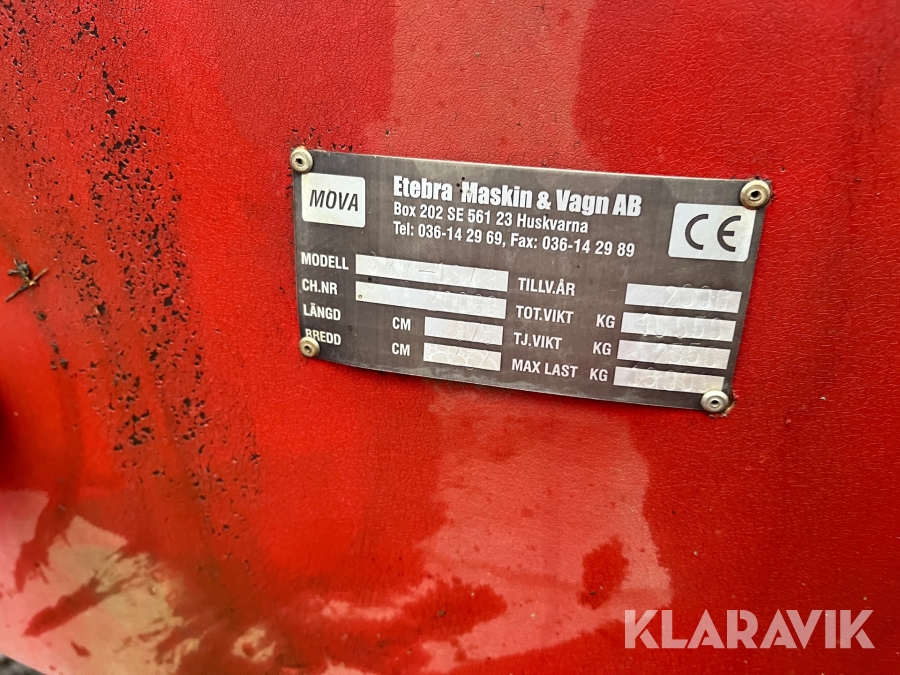 MOVA
Etebra Maskin & Vagn AB
Box 202 SE 561 23 Huskvarna
Tel: 036-14 29 69, Fax: 036-14 29 89
CE
MODELL
TILLV.ÅR
CH.NR
TOT.VIKT KG
LÄNGD CM
TJ.VIKT KG
BREDD CM
MAX LAST KG
KLARAVIK